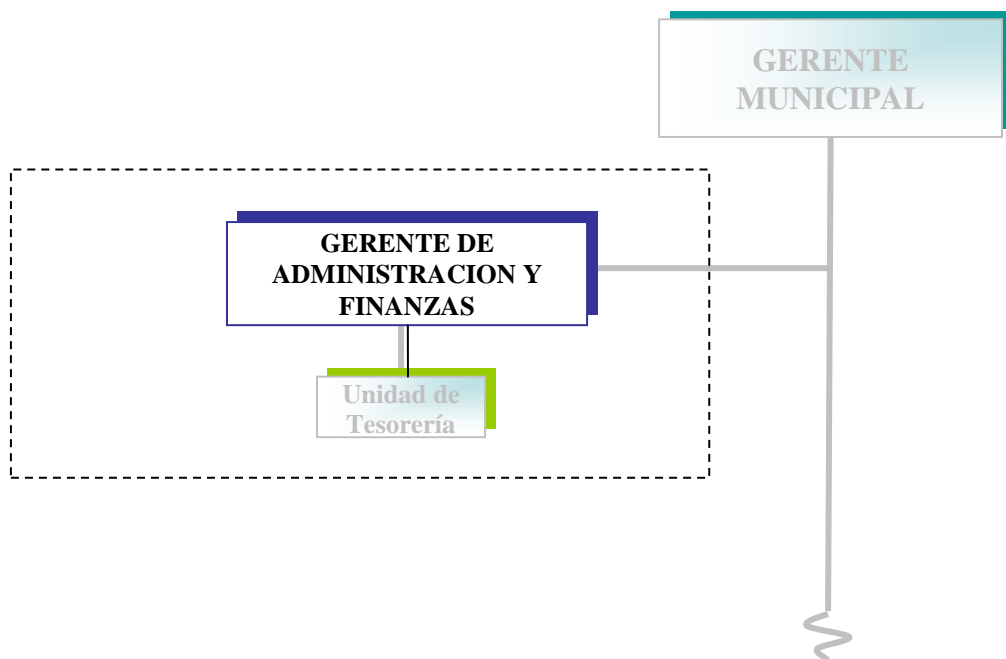 GERENTE
MUNICIPAL
GERENTE DE
ADMINISTRACION Y
FINANZAS
Unidad de
Tesorería